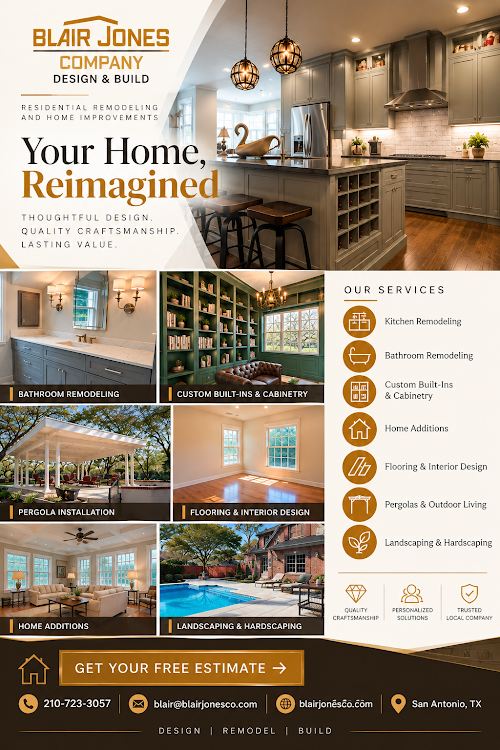 BLAIR JONES
COMPANY
DESIGN & BUILD
RESIDENTIAL REMODELING
AND HOME IMPROVEMENTS
Your Home,
Reimagined
THOUGHTFUL DESIGN.
QUALITY CRAFTSMANSHIP.
LASTING VALUE.
BATHROOM REMODELING
CUSTOM BUILT-INS & CABINETRY
PERGOLA INSTALLATION
FLOORING & INTERIOR DESIGN
HOME ADDITIONS
LANDSCAPING & HARDSCAPING
OUR SERVICES
Kitchen Remodeling
Bathroom Remodeling
Custom Built-Ins
& Cabinetry
Home Additions
Flooring & Interior Design
Pergolas & Outdoor Living
Landscaping & Hardscaping
QUALITY
CRAFTSMANSHIP
PERSONALIZED
SOLUTIONS
TRUSTED
LOCAL COMPANY
GET YOUR FREE ESTIMATE →
210-723-3057
blair@blairjonesco.com
blairjonesco.com
San Antonio, TX
DESIGN | REMODEL | BUILD